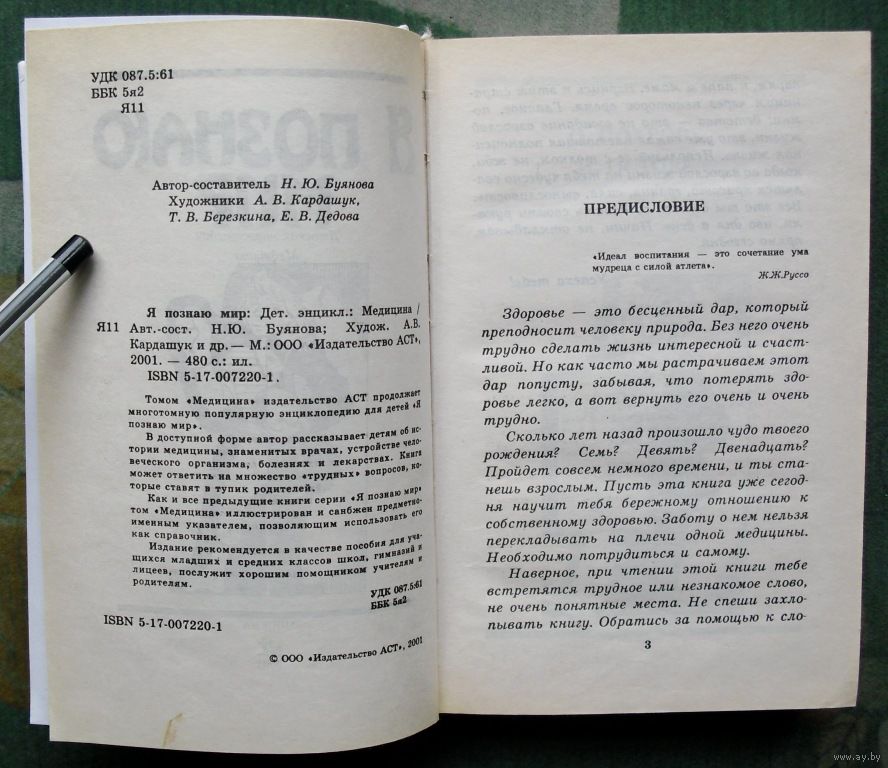 УДК 087.5:61
ББК 5я2
Я11
Я ПОЗНАЮ
Автор-составитель Н. Ю. Буянова
Художники А. В. Кардашук,
Т. В. Березкина, Е. В. Дедова
Я познаю мир: Дет. энцикл.: Медицина /
Я11 Авт.-сост. Н.Ю. Буянова; Худож. А.В.
Кардашук и др.— М.: ООО «Издательство АСТ»,
2001. — 480 с.: ил.
ISBN 5-17-007220-1.
Томом «Медицина» издательство АСТ продолжает
многотомную популярную энциклопедию для детей «Я
познаю мир».
В доступной форме автор рассказывает детям об ис-
тории медицины, знаменитых врачах, устройстве чело-
веческого организма, болезнях и лекарствах. Книга
может ответить на множество «трудных» вопросов, ко-
торые ставят в тупик родителей.
Как и все предыдущие книги серии «Я познаю мир»
том «Медицина» иллюстрирован и снабжен предметно-
именным указателем, позволяющим использовать его
как справочник.
Издание рекомендуется в качестве пособия для уча-
щихся младших и средних классов школ, гимназий и
лицеев, послужит хорошим помощником учителям и
родителям.
УДК 087.5:61
ББК 5я2
ISBN 5-17-007220-1
© ООО «Издательство АСТ», 2001
ПРЕДИСЛОВИЕ
«Идеал воспитания — это сочетание ума
мудреца с силой атлета».
Ж.Ж.Руссо
Здоровье — это бесценный дар, который
преподносит человеку природа. Без него очень
трудно сделать жизнь интересной и счаст-
ливой. Но как часто мы растрачиваем этот
дар попусту, забывая, что потерять здо-
ровье легко, а вот вернуть его очень и очень
трудно.
Сколько лет назад произошло чудо твоего
рождения? Семь? Девять? Двенадцать?
Пройдет совсем немного времени, и ты ста-
нешь взрослым. Пусть эта книга уже сегод-
ня научит тебя бережному отношению к
собственному здоровью. Заботу о нем нельзя
перекладывать на плечи одной медицины.
Необходимо потрудиться и самому.
Наверное, при чтении этой книги тебе
встретятся трудное или незнакомое слово,
не очень понятные места. Не спеши захло-
пывать книгу. Обратись за помощью к сло-
3
www.ay.by